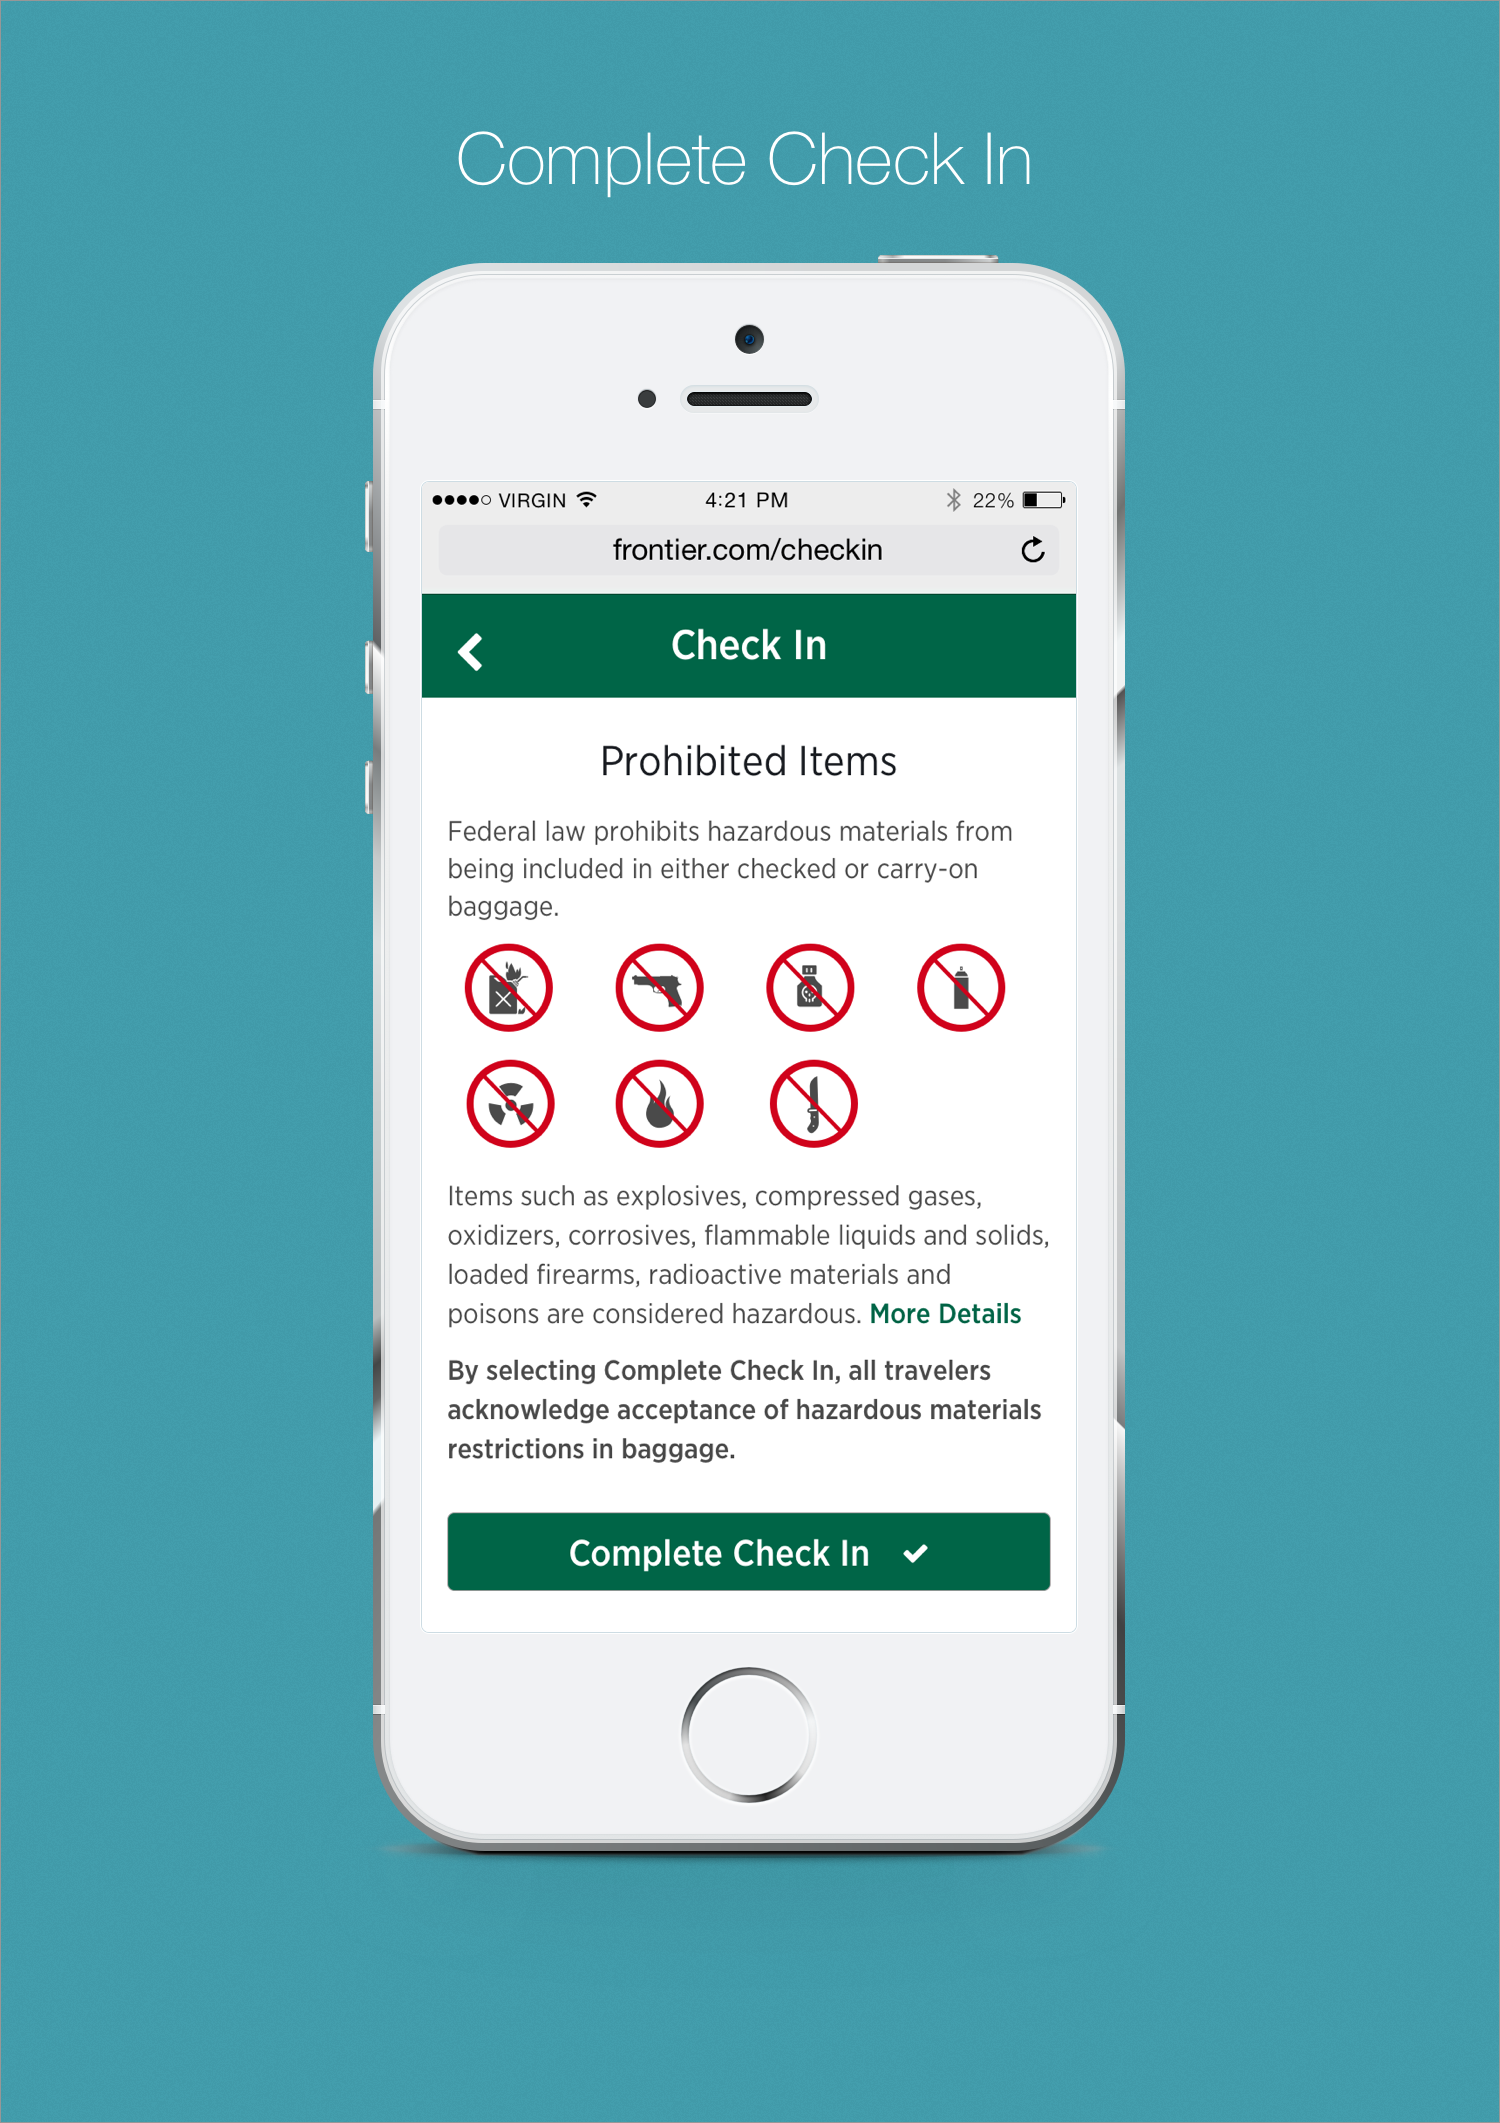 Complete Check In
VIRGIN 4:21 PM 22%
frontier.com/checkin
Check In
Prohibited Items
Federal law prohibits hazardous materials from
being included in either checked or carry-on
baggage.
Items such as explosives, compressed gases,
oxidizers, corrosives, flammable liquids and solids,
loaded firearms, radioactive materials and
poisons are considered hazardous. More Details
By selecting Complete Check In, all travelers
acknowledge acceptance of hazardous materials
restrictions in baggage.
Complete Check In